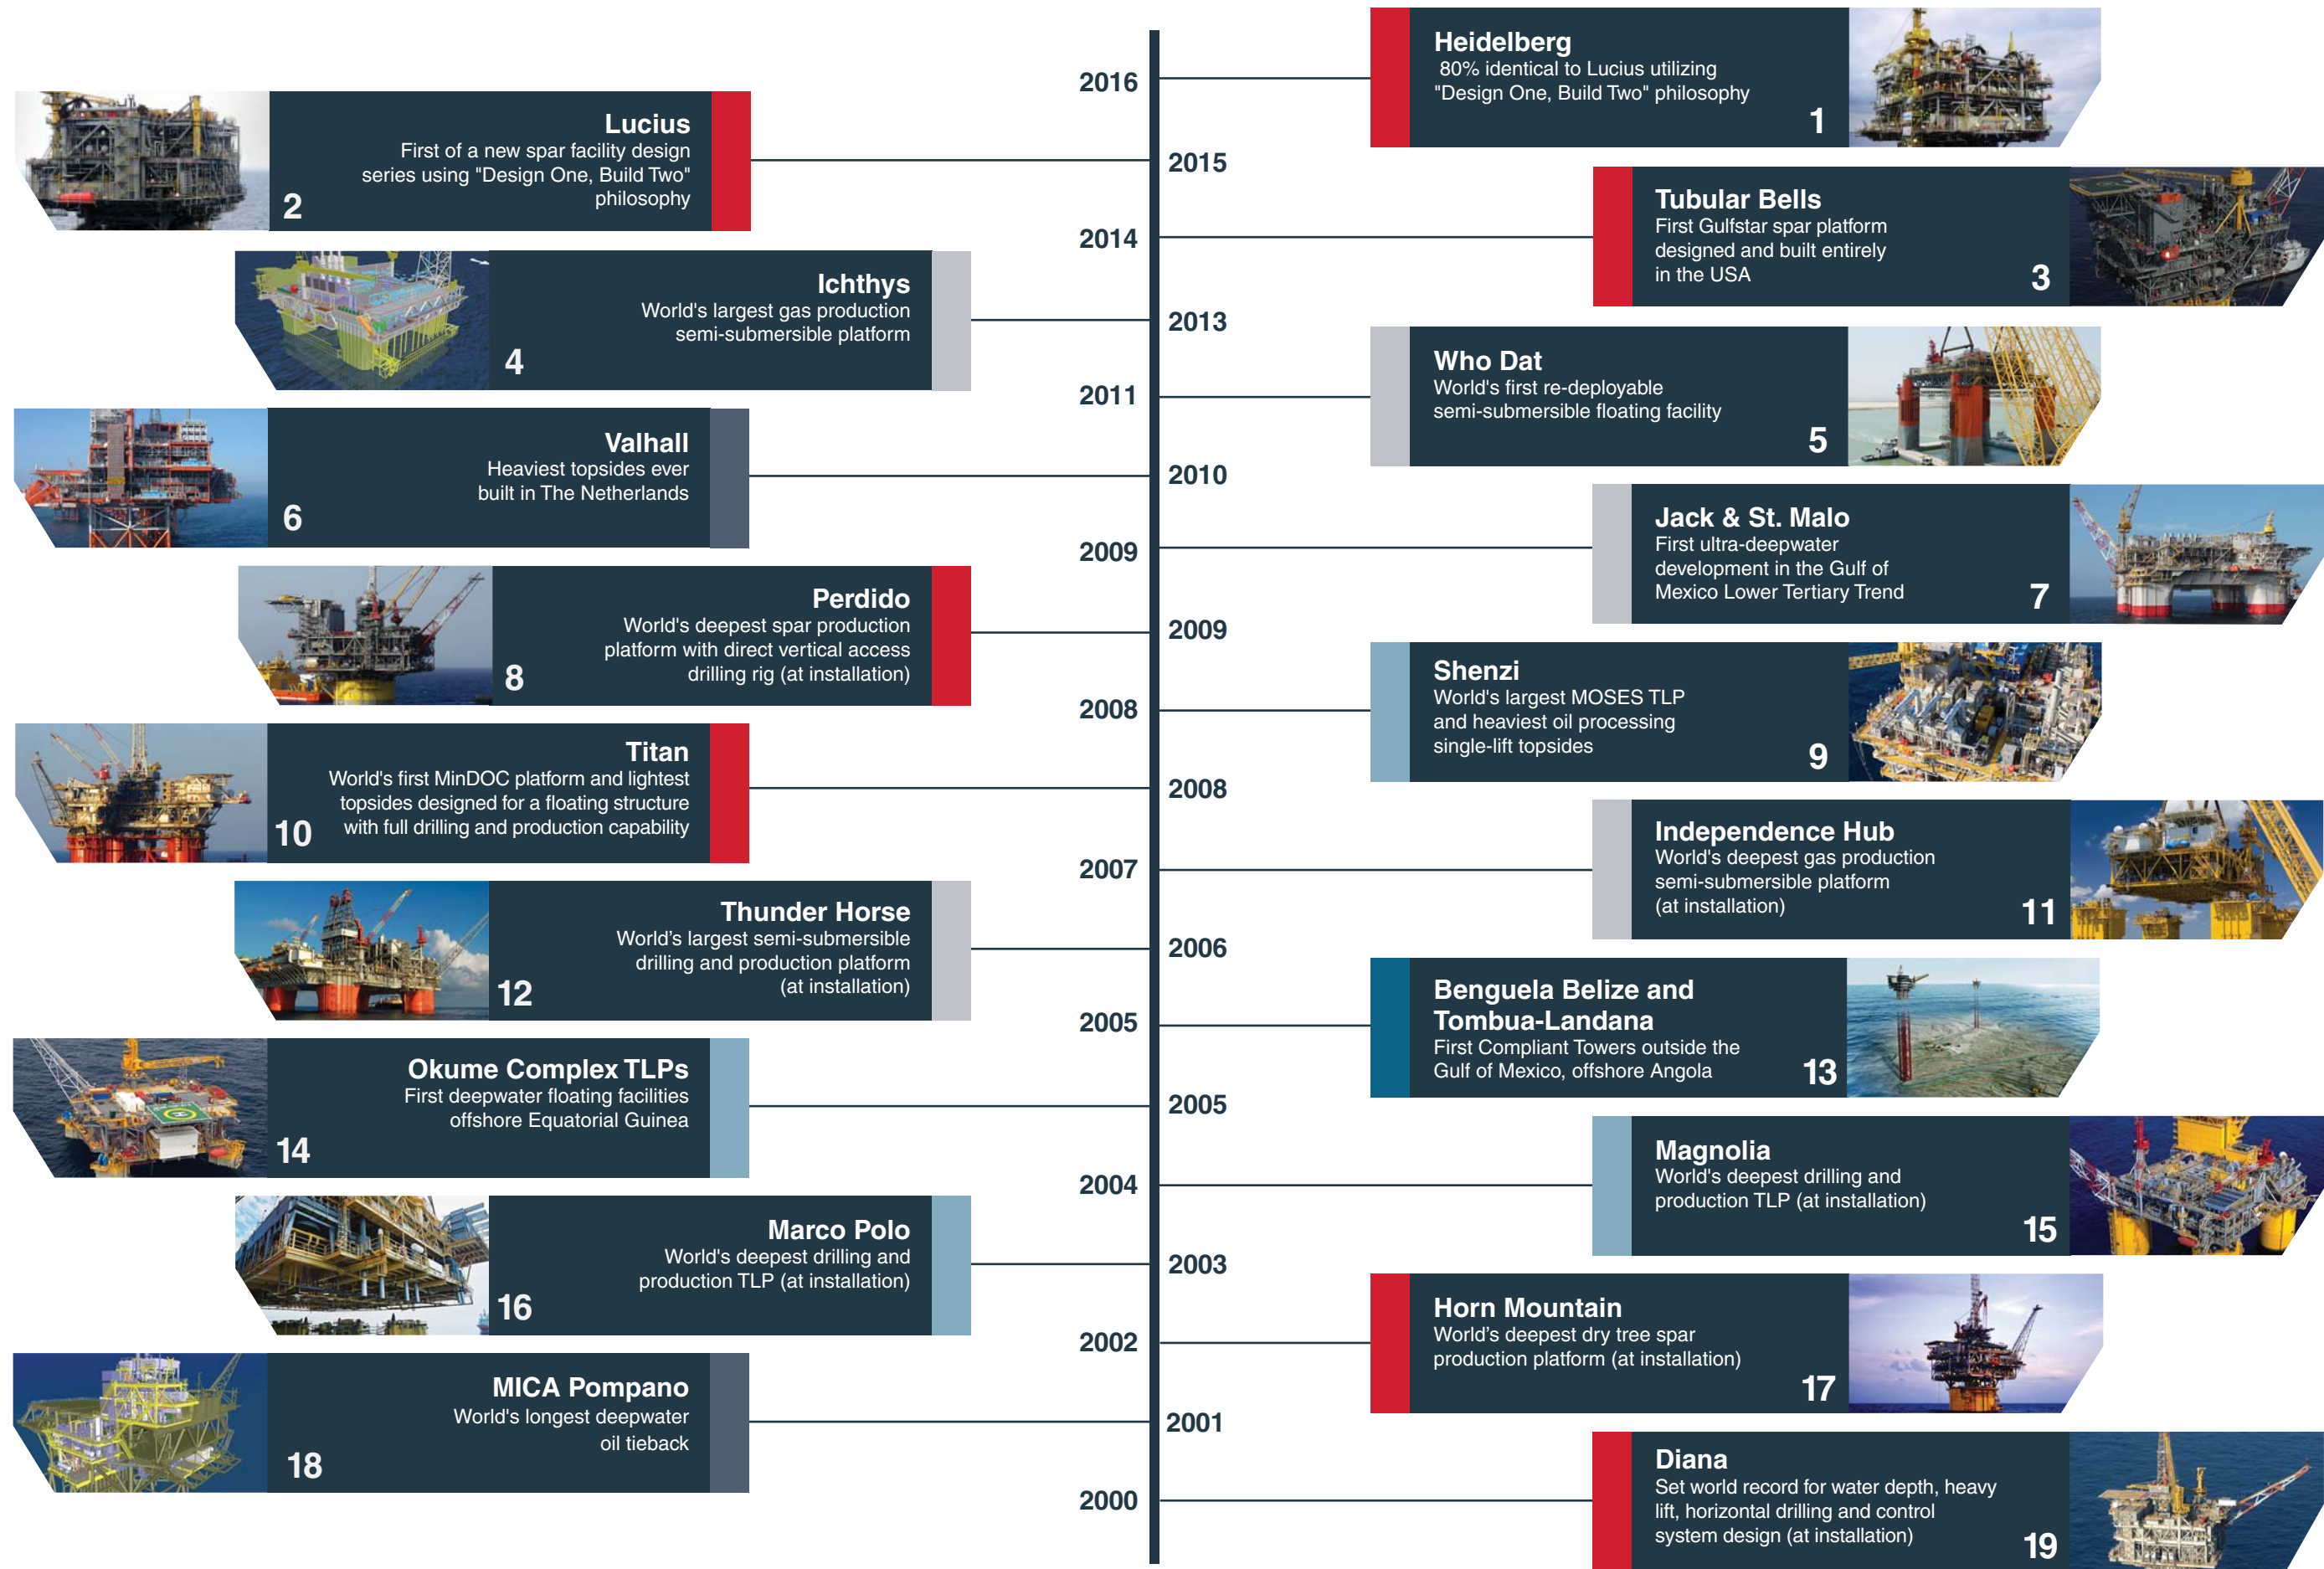 2016
Heidelberg
80% identical to Lucius utilizing
"Design One, Build Two" philosophy
1
Lucius
First of a new spar facility design
series using "Design One, Build Two"
philosophy
2
2015
Tubular Bells
First Gulfstar spar platform
designed and built entirely
in the USA
3
2014
Ichthys
World's largest gas production
semi-submersible platform
4
2013
Who Dat
World's first re-deployable
semi-submersible floating facility
5
2011
Valhall
Heaviest topsides ever
built in The Netherlands
6
2010
Jack & St. Malo
First ultra-deepwater
development in the Gulf of
Mexico Lower Tertiary Trend
7
2009
Perdido
World's deepest spar production
platform with direct vertical access
drilling rig (at installation)
8
2009
Shenzi
World's largest MOSES TLP
and heaviest oil processing
single-lift topsides
9
2008
Titan
World's first MinDOC platform and lightest
topsides designed for a floating structure
with full drilling and production capability
10
2008
Independence Hub
World's deepest gas production
semi-submersible platform
(at installation)
11
2007
Thunder Horse
World’s largest semi-submersible
drilling and production platform
(at installation)
12
2006
Benguela Belize and
Tombua-Landana
First Compliant Towers outside the
Gulf of Mexico, offshore Angola
13
2005
Okume Complex TLPs
First deepwater floating facilities
offshore Equatorial Guinea
14
2005
Magnolia
World's deepest drilling and
production TLP (at installation)
15
2004
Marco Polo
World's deepest drilling and
production TLP (at installation)
16
2003
Horn Mountain
World’s deepest dry tree spar
production platform (at installation)
17
2002
MICA Pompano
World's longest deepwater
oil tieback
18
2001
Diana
Set world record for water depth, heavy
lift, horizontal drilling and control
system design (at installation)
19
2000